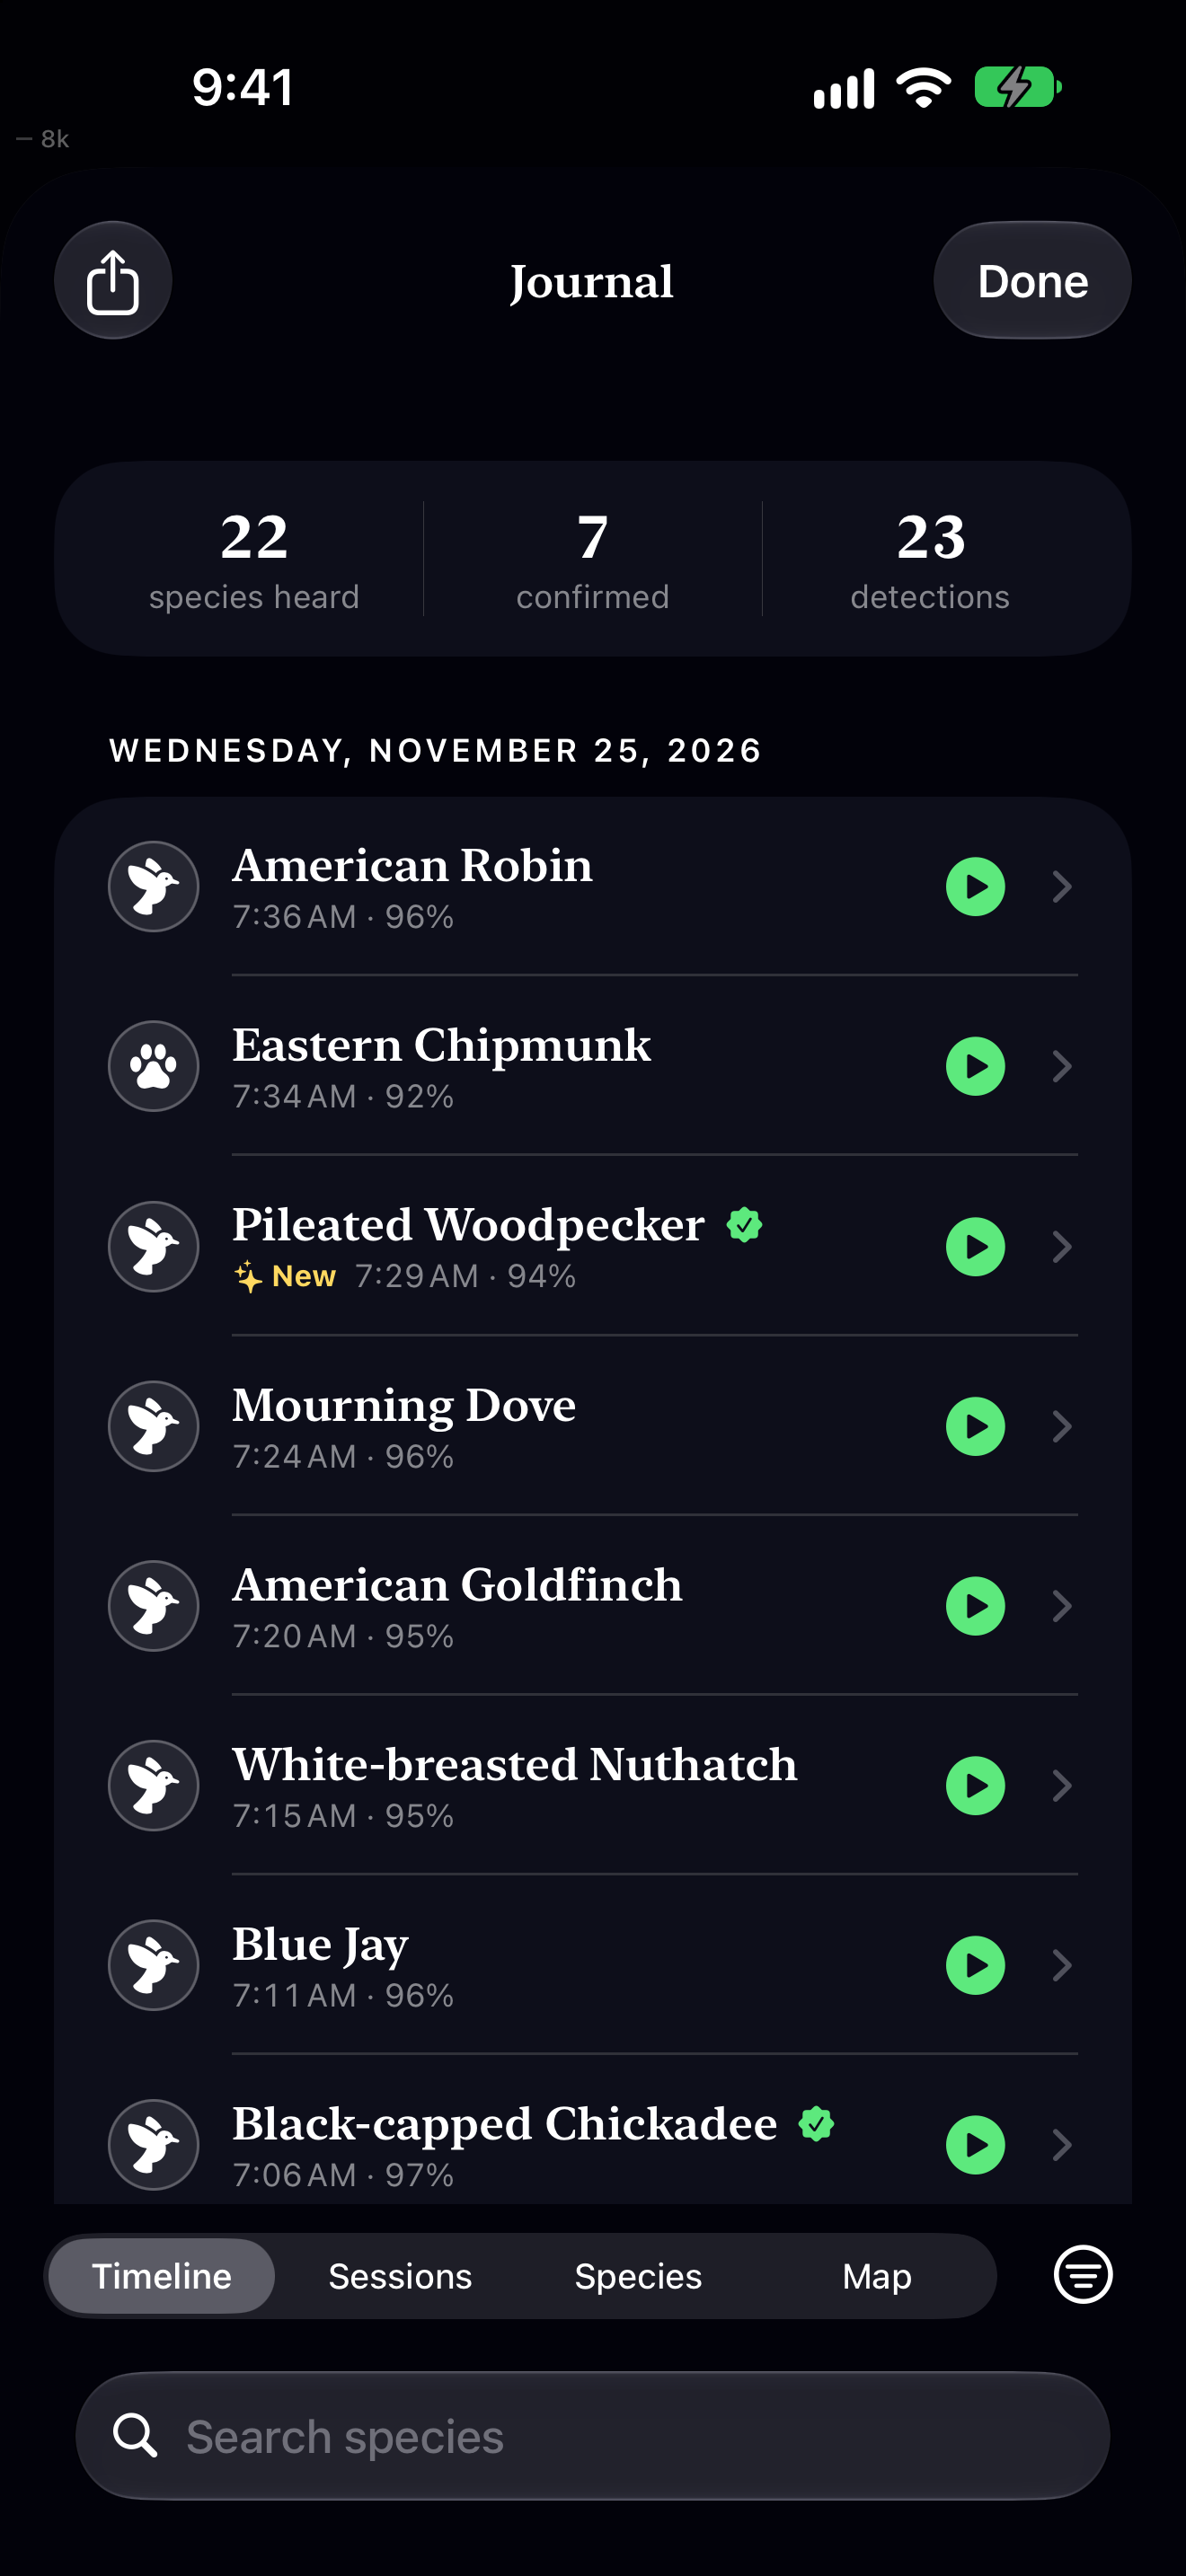 9:41
8k
Journal
Done
22
species heard
7
confirmed
23
detections
WEDNESDAY, NOVEMBER 25, 2026
American Robin
7:36 AM · 96%
Eastern Chipmunk
7:34 AM · 92%
Pileated Woodpecker
New 7:29 AM · 94%
Mourning Dove
7:24 AM · 96%
American Goldfinch
7:20 AM · 95%
White-breasted Nuthatch
7:15 AM · 95%
Blue Jay
7:11 AM · 96%
Black-capped Chickadee
7:06 AM · 97%
Timeline
Sessions
Species
Map
Search species